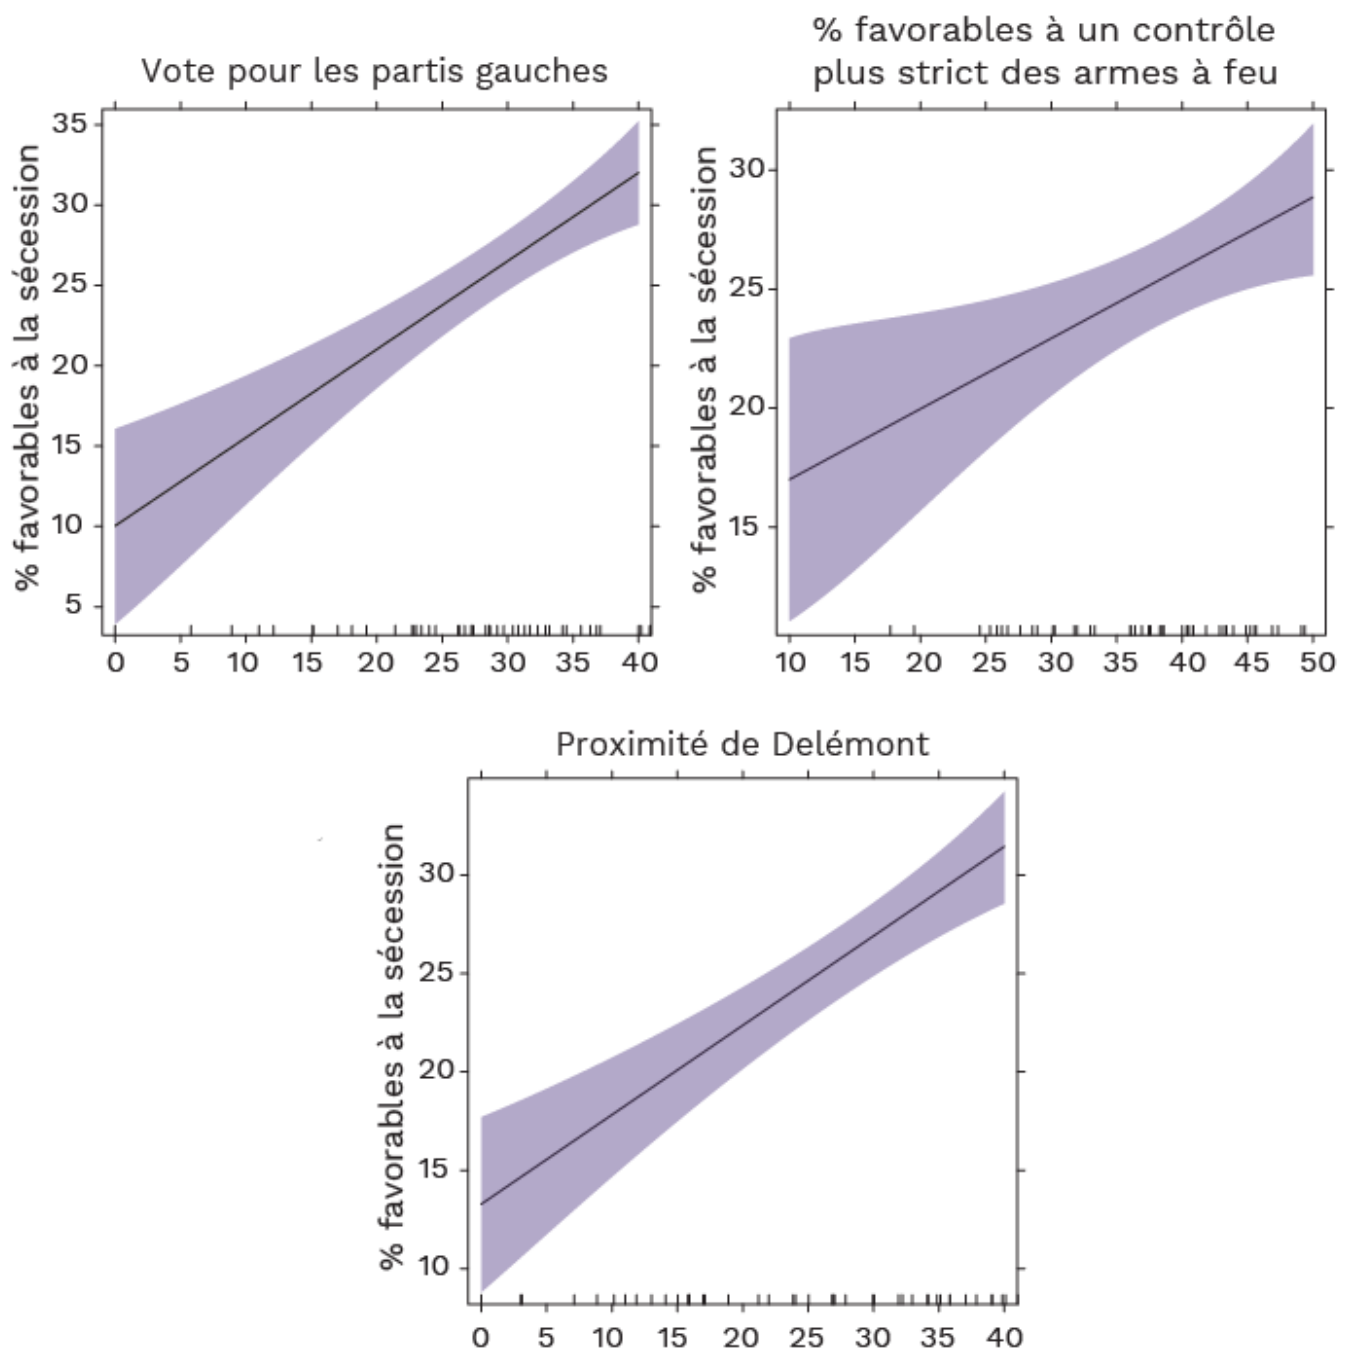 Vote pour les partis gauches
% favorables à la sécession
35
30
25
20
15
10
5
0 5 10 15 20 25 30 35 40
% favorables à un contrôle
plus strict des armes à feu
% favorables à la sécession
30
25
20
15
10 15 20 25 30 35 40 45 50
Proximité de Delémont
% favorables à la sécession
30
25
20
15
10
0 5 10 15 20 25 30 35 40